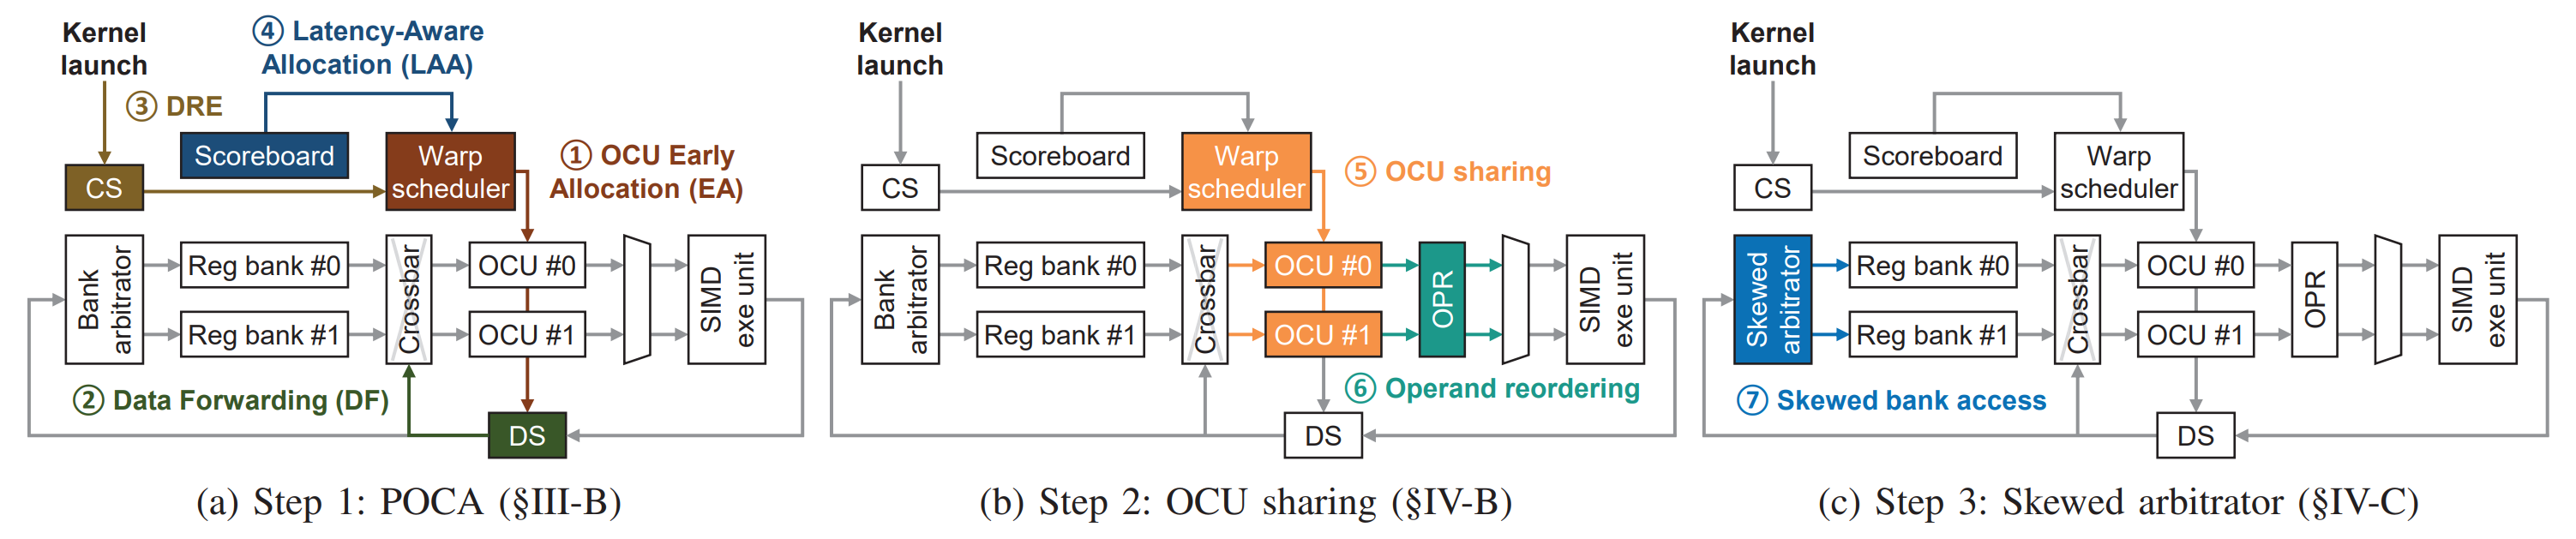 Kernel
launch
④ Latency-Aware
Allocation (LAA)
③ DRE
Scoreboard
Warp
scheduler
① OCU Early
Allocation (EA)
CS
Bank
arbitrator
Reg bank #0
Reg bank #1
Crossbar
OCU #0
OCU #1
SIMD
exe unit
② Data Forwarding (DF)
DS
(a) Step 1: POCA (§III-B)
Kernel
launch
Scoreboard
Warp
scheduler
⑤ OCU sharing
CS
Bank
arbitrator
Reg bank #0
Reg bank #1
Crossbar
OCU #0
OCU #1
OPR
SIMD
exe unit
⑥ Operand reordering
DS
(b) Step 2: OCU sharing (§IV-B)
Kernel
launch
Scoreboard
Warp
scheduler
CS
Skewed
arbitrator
Reg bank #0
Reg bank #1
Crossbar
OCU #0
OCU #1
OPR
SIMD
exe unit
⑦ Skewed bank access
DS
(c) Step 3: Skewed arbitrator (§IV-C)